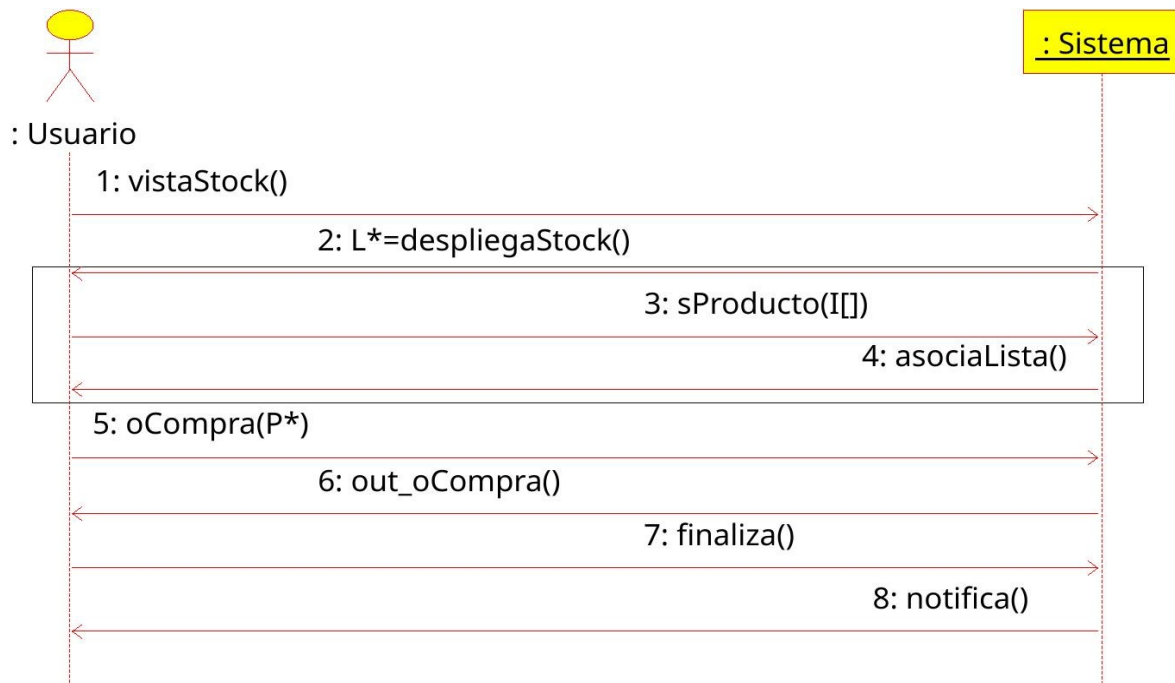 : Sistema
: Usuario
1: vistaStock()
2: L*=despliegaStock()
3: sProducto(I[])
4: asociaLista()
5: oCompra(P*)
6: out_oCompra()
7: finaliza()
8: notifica()